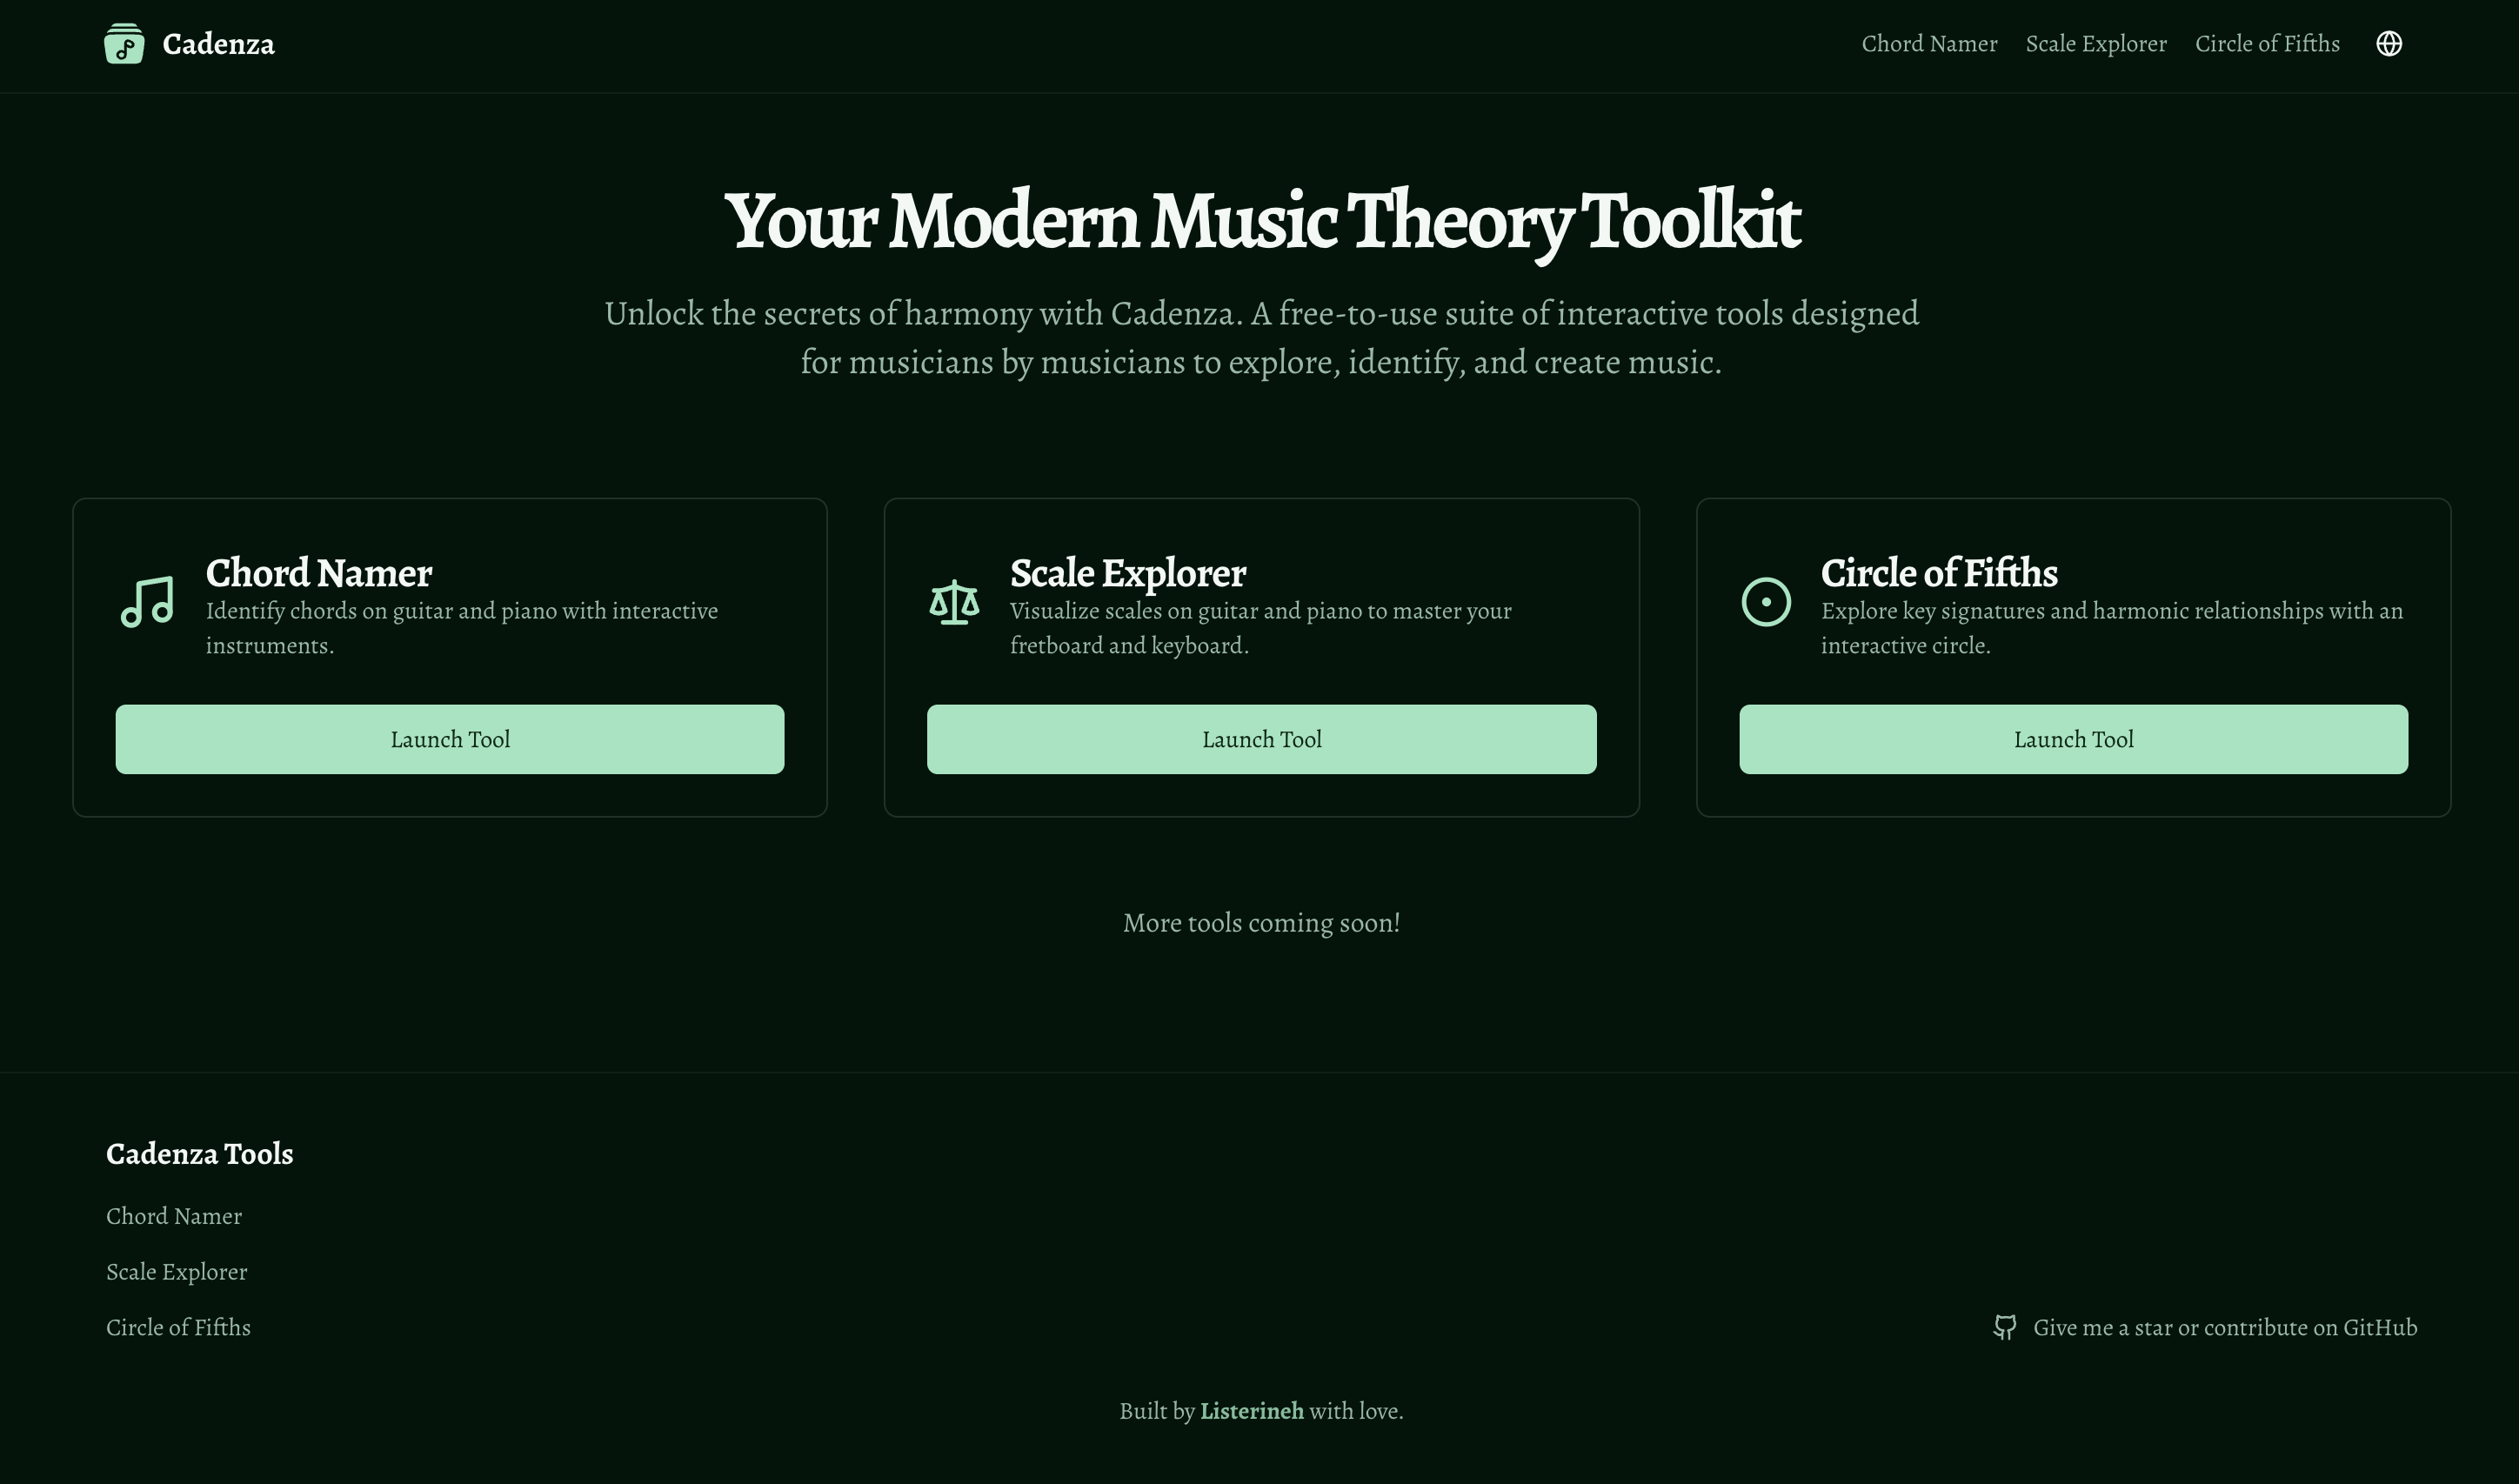 Cadenza
Chord Namer
Scale Explorer
Circle of Fifths
Your Modern Music Theory Toolkit
Unlock the secrets of harmony with Cadenza. A free-to-use suite of interactive tools designed
for musicians by musicians to explore, identify, and create music.
Chord Namer
Identify chords on guitar and piano with interactive
instruments.
Launch Tool
Scale Explorer
Visualize scales on guitar and piano to master your
fretboard and keyboard.
Launch Tool
Circle of Fifths
Explore key signatures and harmonic relationships with an
interactive circle.
Launch Tool
More tools coming soon!
Cadenza Tools
Chord Namer
Scale Explorer
Circle of Fifths
Give me a star or contribute on GitHub
Built by Listerineh with love.